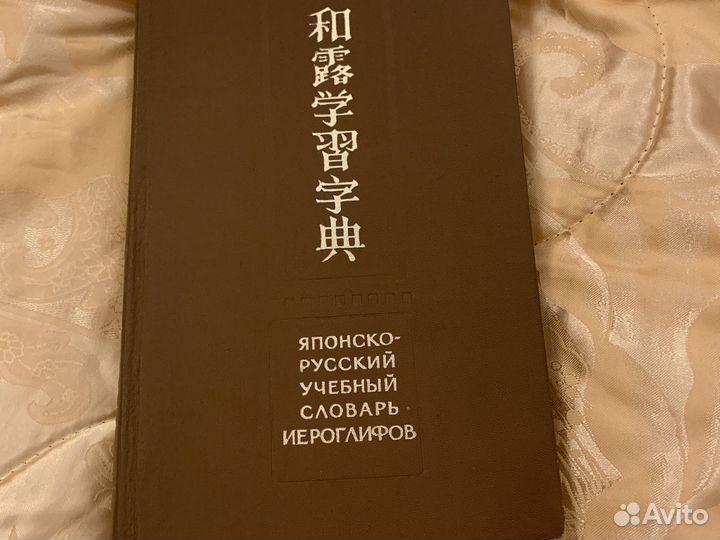 和露学習字典
ЯПОНСКО-
РУССКИЙ
УЧЕБНЫЙ
СЛОВАРЬ
ИЕРОГЛИФОВ
Avito